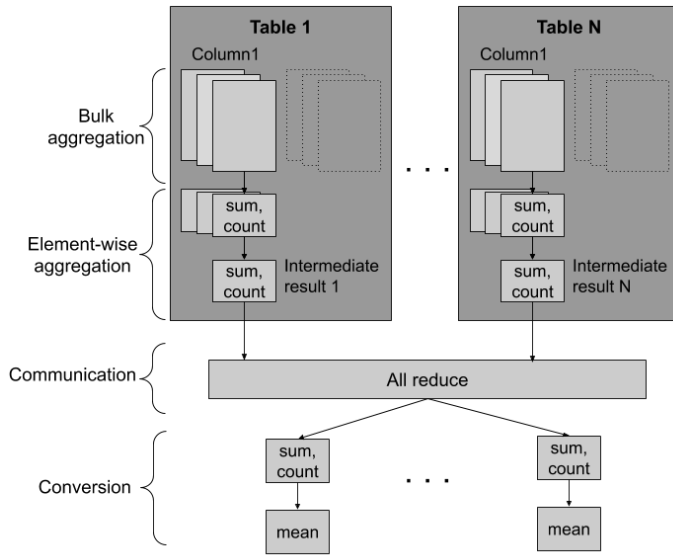 Table 1
Table N
Column1
Column1
Bulk
aggregation
. . .
sum,
count
sum,
count
Element-wise
aggregation
sum,
count
Intermediate
result 1
sum,
count
Intermediate
result N
Communication
All reduce
sum,
count
sum,
count
Conversion
. . .
mean
mean